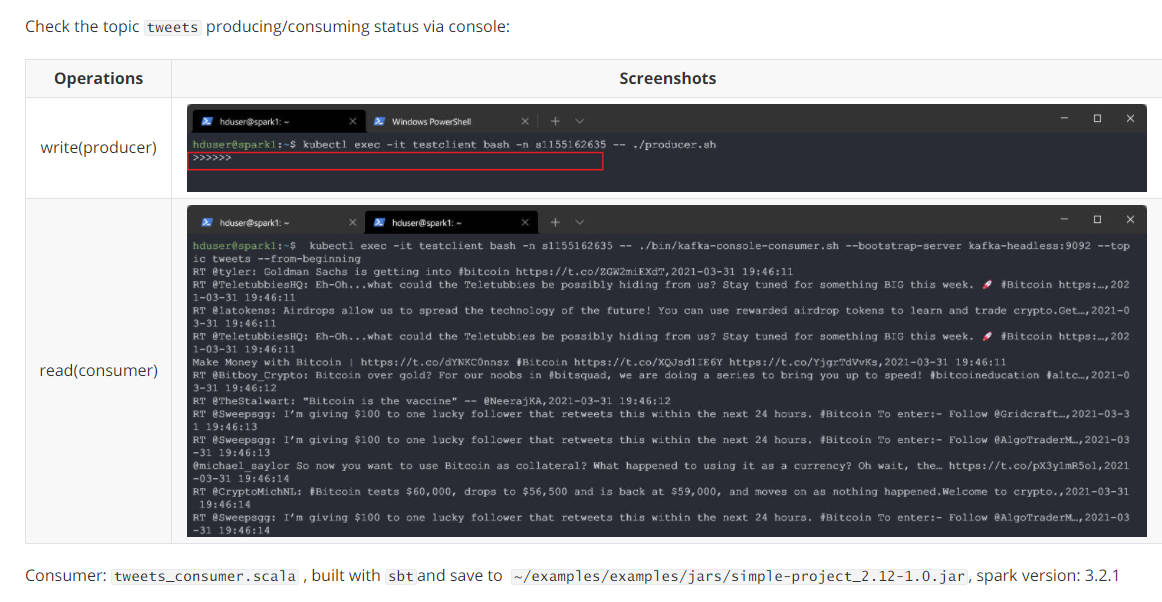 Check the topic tweets producing/consuming status via console:
Operations
Screenshots
write(producer)
hduser@spark1: ~
Windows PowerShell
hduser@spark1:~$ kubectl exec -it testclient bash -n s1155162635 -- ./producer.sh
>>>>>>
read(consumer)
hduser@spark1: ~
hduser@spark1: ~
hduser@spark1:~$  kubectl exec -it testclient bash -n s1155162635 -- ./bin/kafka-console-consumer.sh --bootstrap-server kafka-headless:9092 --top
ic tweets --from-beginning
RT @tyler: Goldman Sachs is getting into #bitcoin https://t.co/ZGW2miEXdT,2021-03-31 19:46:11
RT @TeletubbiesHQ: Eh-Oh...what could the Teletubbies be possibly hiding from us? Stay tuned for something BIG this week. 🚀 #Bitcoin https:…,202
1-03-31 19:46:11
RT @latokens: Airdrops allow us to spread the technology of the future! You can use rewarded airdrop tokens to learn and trade crypto.Get…,2021-0
3-31 19:46:11
RT @TeletubbiesHQ: Eh-Oh...what could the Teletubbies be possibly hiding from us? Stay tuned for something BIG this week. 🚀 #Bitcoin https:…,202
1-03-31 19:46:11
Make Money with Bitcoin | https://t.co/dYNKC0nnsz #Bitcoin https://t.co/XQJsdlIE6Y https://t.co/YjgrTdVvKs,2021-03-31 19:46:11
RT @Bitboy_Crypto: Bitcoin over gold? For our noobs in #bitsquad, we are doing a series to bring you up to speed! #bitcoineducation #altc…,2021-0
3-31 19:46:12
RT @TheStalwart: "Bitcoin is the vaccine" -- @NeerajKA,2021-03-31 19:46:12
RT @Sweepsgg: I'm giving $100 to one lucky follower that retweets this within the next 24 hours. #Bitcoin To enter:- Follow @Gridcraft…,2021-03-3
1 19:46:13
RT @Sweepsgg: I'm giving $100 to one lucky follower that retweets this within the next 24 hours. #Bitcoin To enter:- Follow @AlgoTraderM…,2021-03
-31 19:46:13
@michael_saylor So now you want to use Bitcoin as collateral? What happened to using it as a currency? Oh wait, the… https://t.co/pX3ylmR5ol,2021
-03-31 19:46:14
RT @CryptoMichNL: #Bitcoin tests $60,000, drops to $56,500 and is back at $59,000, and moves on as nothing happened.Welcome to crypto.,2021-03-31
19:46:14
RT @Sweepsgg: I'm giving $100 to one lucky follower that retweets this within the next 24 hours. #Bitcoin To enter:- Follow @AlgoTraderM…,2021-03
-31 19:46:14
Consumer: tweets_consumer.scala , built with sbt and save to ~/examples/examples/jars/simple-project_2.12-1.0.jar, spark version: 3.2.1